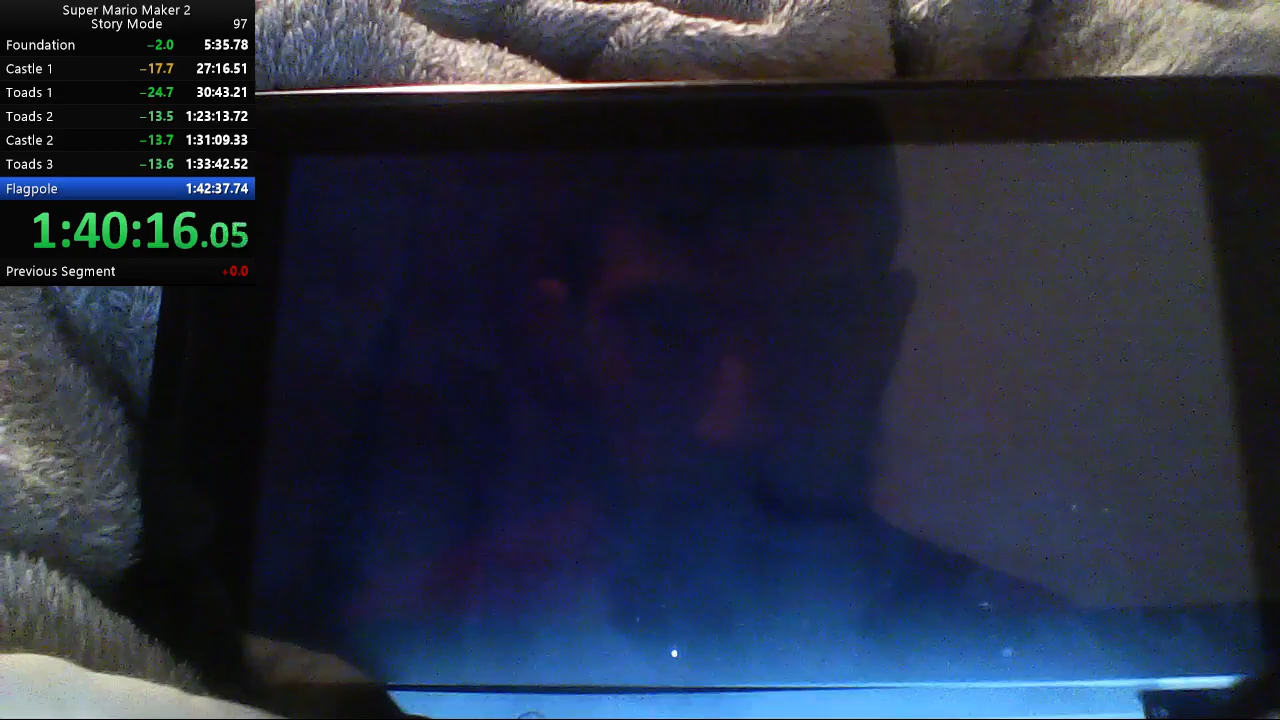 Super Mario Maker 2
Story Mode 97
Foundation −2.0 5:35.78
Castle 1 −17.7 27:16.51
Toads 1 −24.7 30:43.21
Toads 2 −13.5 1:23:13.72
Castle 2 −13.7 1:31:09.33
Toads 3 −13.6 1:33:42.52
Flagpole 1:42:37.74
1:40:16.05
Previous Segment +0.0